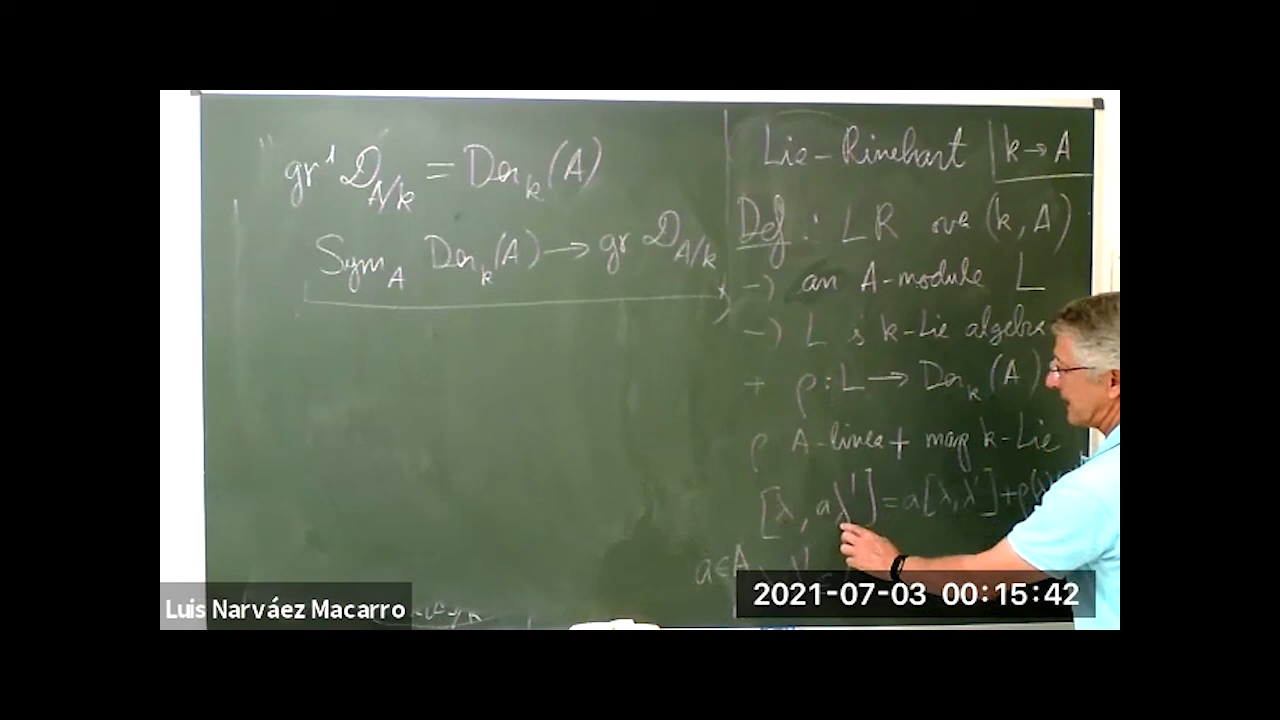 gr¹ D_{A/k} = Der_k (A)
Sym_A Der_k (A) → gr D_{A/k}
Lie-Rinehart | k → A
Def: LR over (k, A)
-) an A-module L
-) L is k-Lie algebra
+ ρ: L → Der_k (A)
ρ A-linear + map k-Lie
[λ, aλ'] = a[λ, λ'] + ρ(λ)
a ∈ A
Luis Narváez Macarro
2021-07-03 00:15:42